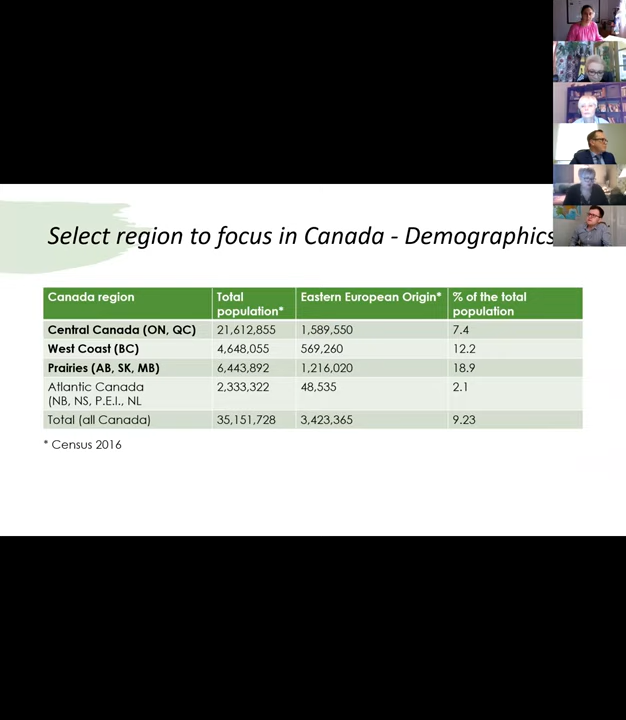 Select region to focus in Canada - Demographics
Canada region Total population* Eastern European Origin* % of the total population
Central Canada (ON, QC) 21,612,855 1,589,550 7.4
West Coast (BC) 4,648,055 569,260 12.2
Prairies (AB, SK, MB) 6,443,892 1,216,020 18.9
Atlantic Canada (NB, NS, P.E.I., NL 2,333,322 48,535 2.1
Total (all Canada) 35,151,728 3,423,365 9.23
* Census 2016